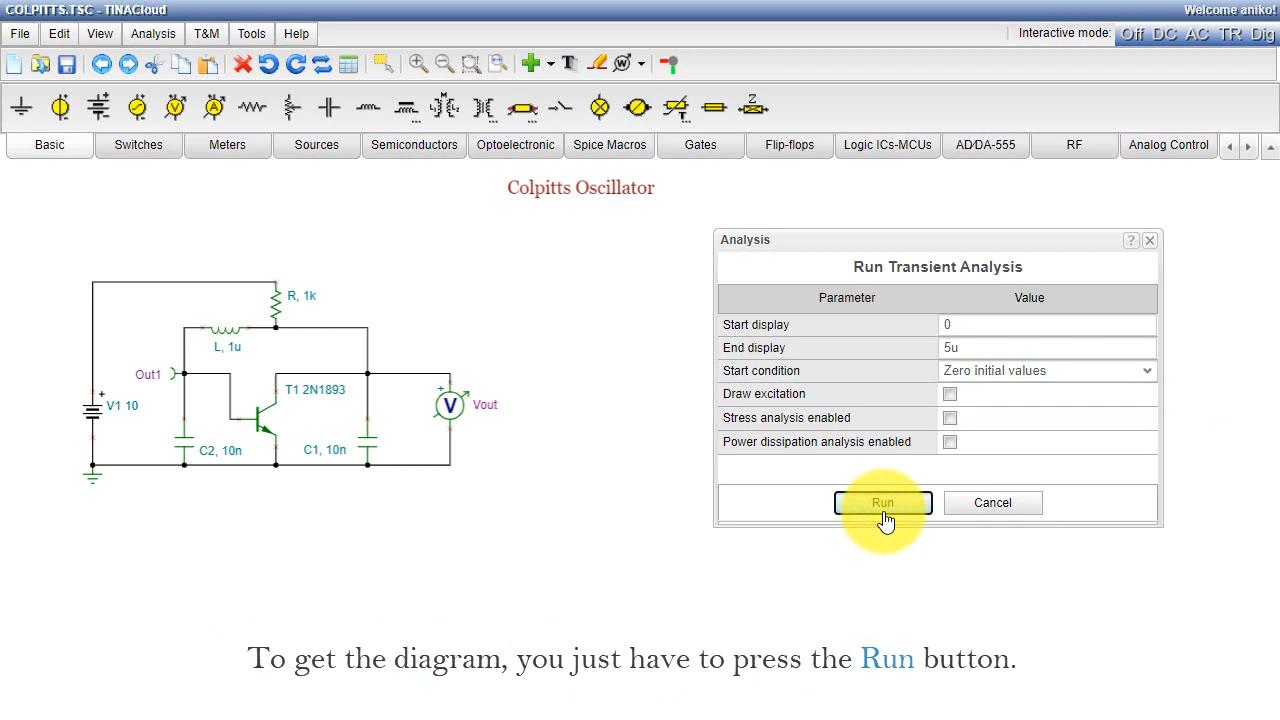 COLPITTS.TSC - TINACloud
Welcome aniko!
File Edit View Analysis T&M Tools Help
Interactive mode: Off DC AC TR Dig
Basic Switches Meters Sources Semiconductors Optoelectronic Spice Macros Gates Flip-flops Logic ICs-MCUs AD/DA-555 RF Analog Control
Colpitts Oscillator
R, 1k
L, 1u
Out1
T1 2N1893
V1 10
Vout
C2, 10n
C1, 10n
Analysis
Run Transient Analysis
Parameter Value
Start display 0
End display 5u
Start condition Zero initial values
Draw excitation
Stress analysis enabled
Power dissipation analysis enabled
Run Cancel
To get the diagram, you just have to press the Run button.